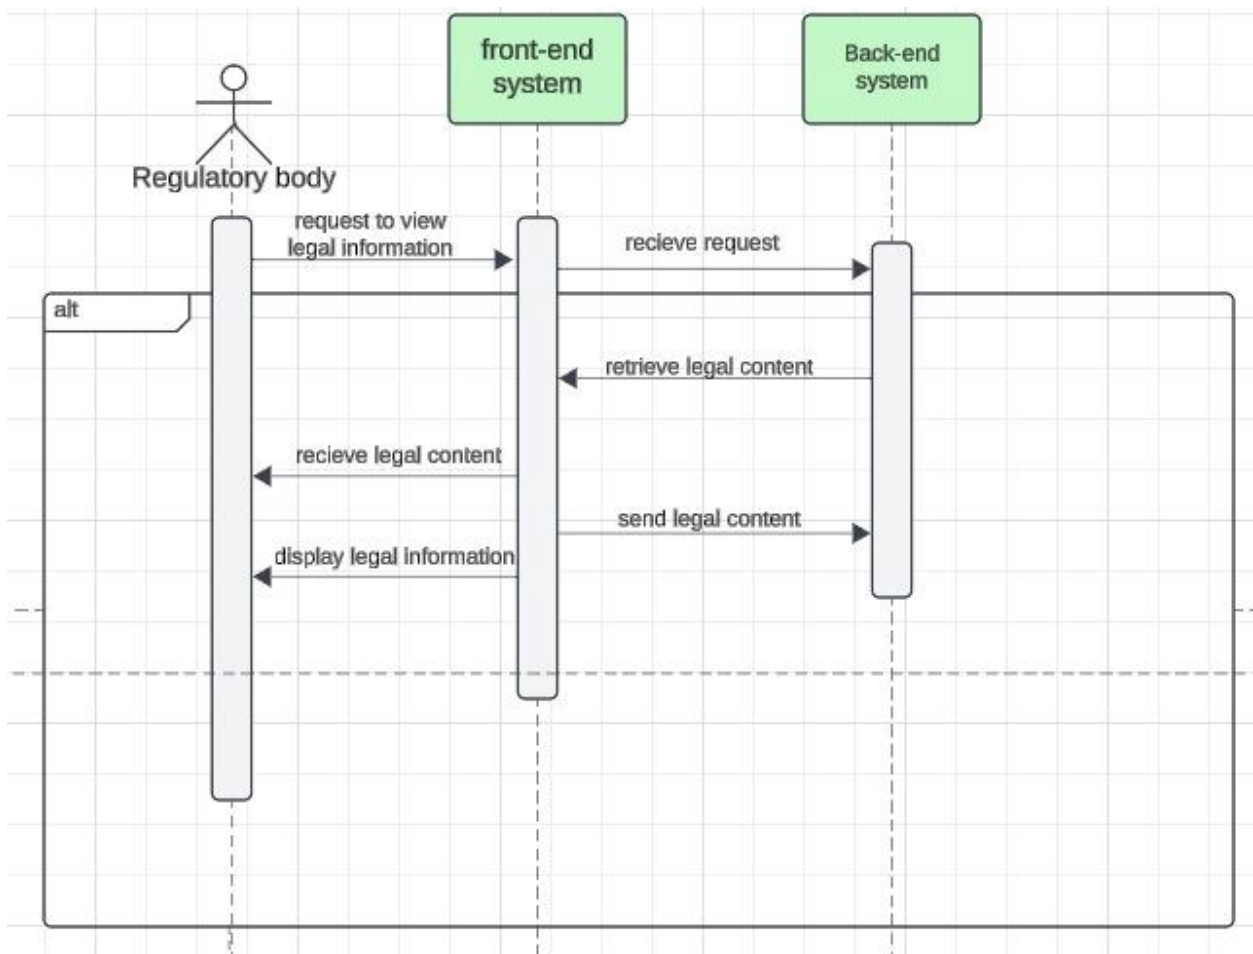 front-end
system
Back-end
system
Regulatory body
request to view
legal information
recieve request
alt
retrieve legal content
recieve legal content
send legal content
display legal information